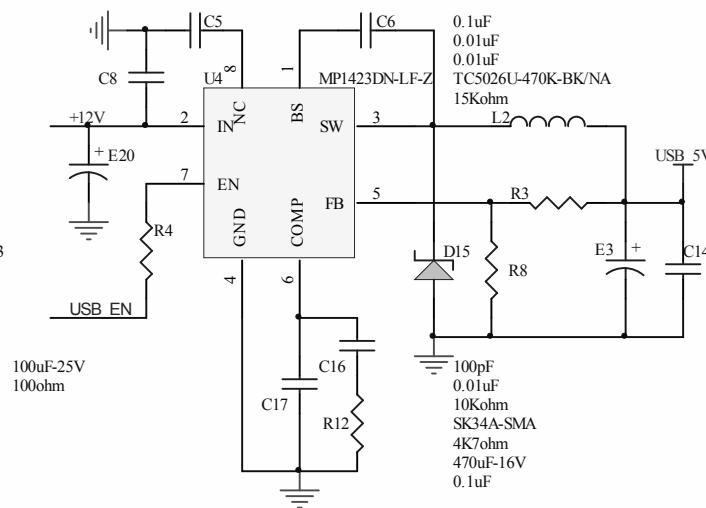 C5
C6
0.1uF
0.01uF
0.01uF
C8
U4
8
1
MP1423DN-LF-Z
TC5026U-470K-BK/NA
15Kohm
+12V
2
IN
NC
BS
SW
3
L2
E20
+
USB_5V
7
EN
FB
5
R3
R4
GND
COMP
D15
R8
E3
+
C14
4
6
USB_EN
100uF-25V
100ohm
C16
C17
R12
100pF
0.01uF
10Kohm
SK34A-SMA
4K7ohm
470uF-16V
0.1uF